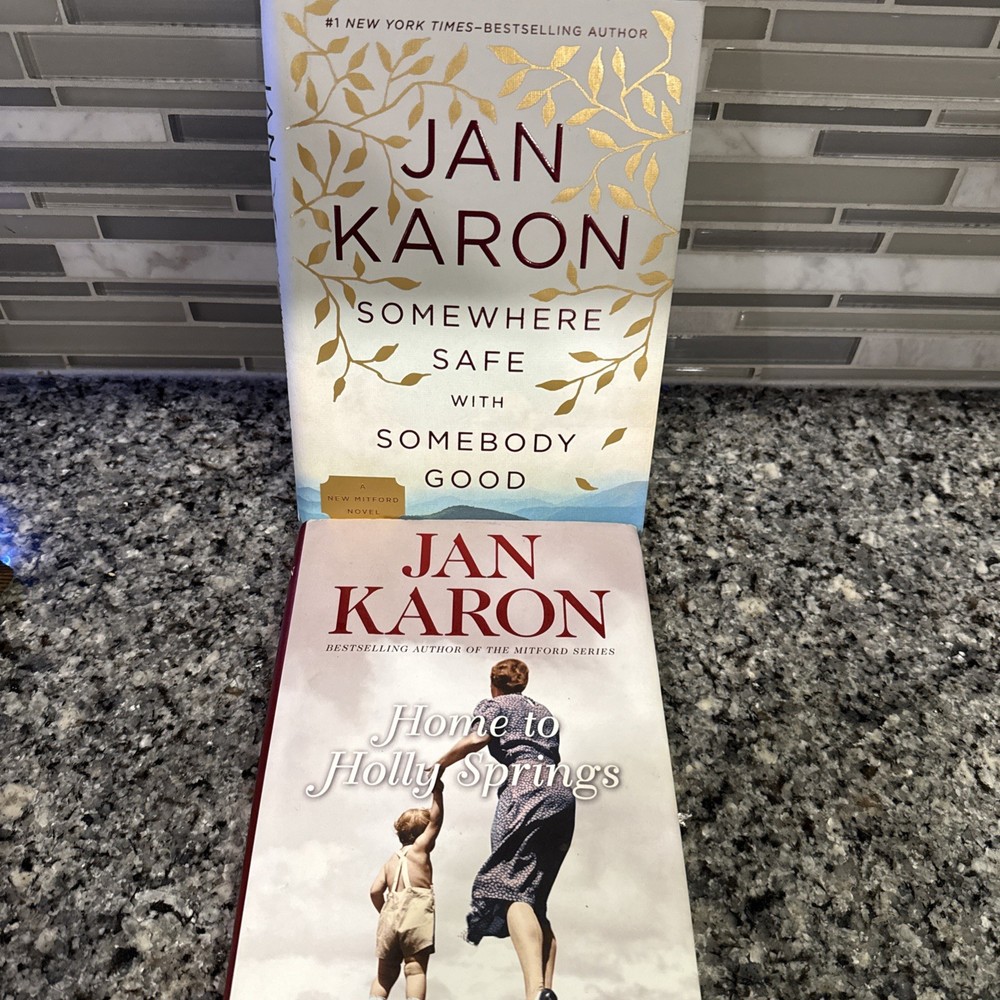 #1 NEW YORK TIMES–BESTSELLING AUTHOR
JAN
KARON
SOMEWHERE
SAFE
WITH
SOMEBODY
GOOD
A
NEW MITFORD
NOVEL
JAN
KARON
BESTSELLING AUTHOR OF THE MITFORD SERIES
Home to
Holly Springs